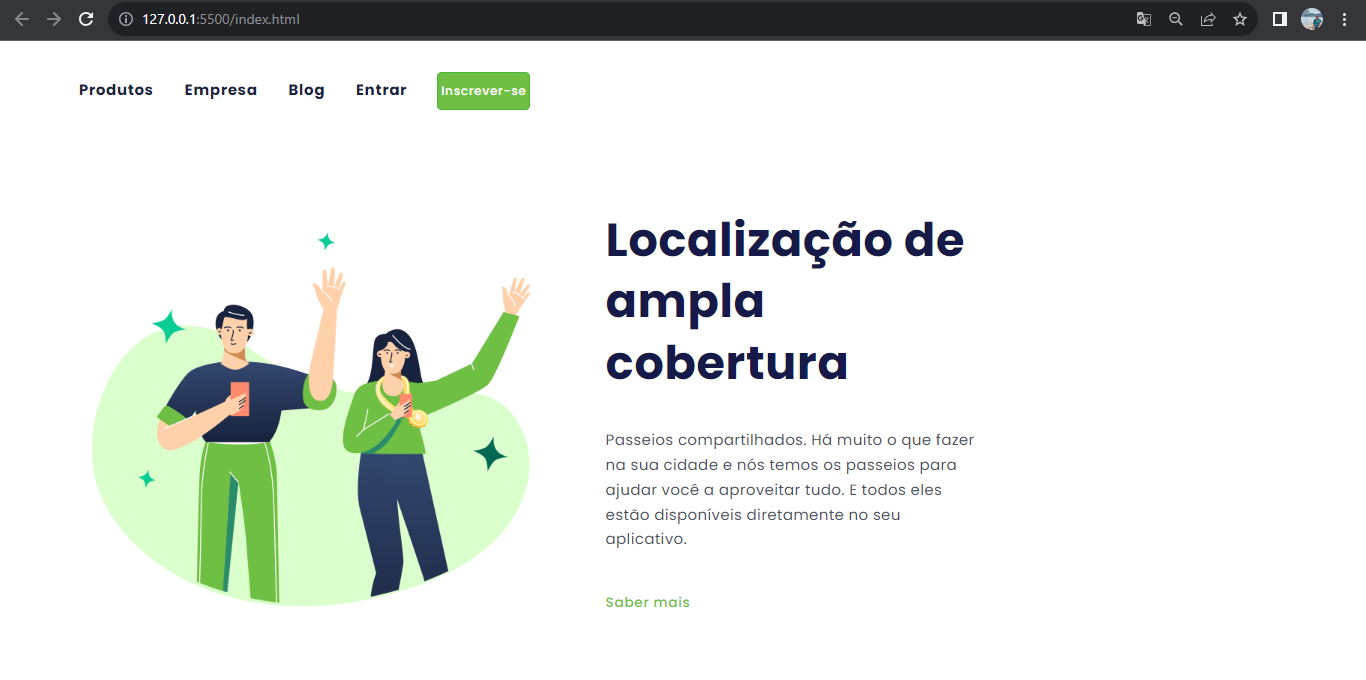 127.0.0.1:5500/index.html
Produtos Empresa Blog Entrar Inscrever-se
Localização de
ampla
cobertura
Passeios compartilhados. Há muito o que fazer
na sua cidade e nós temos os passeios para
ajudar você a aproveitar tudo. E todos eles
estão disponíveis diretamente no seu
aplicativo.
Saber mais